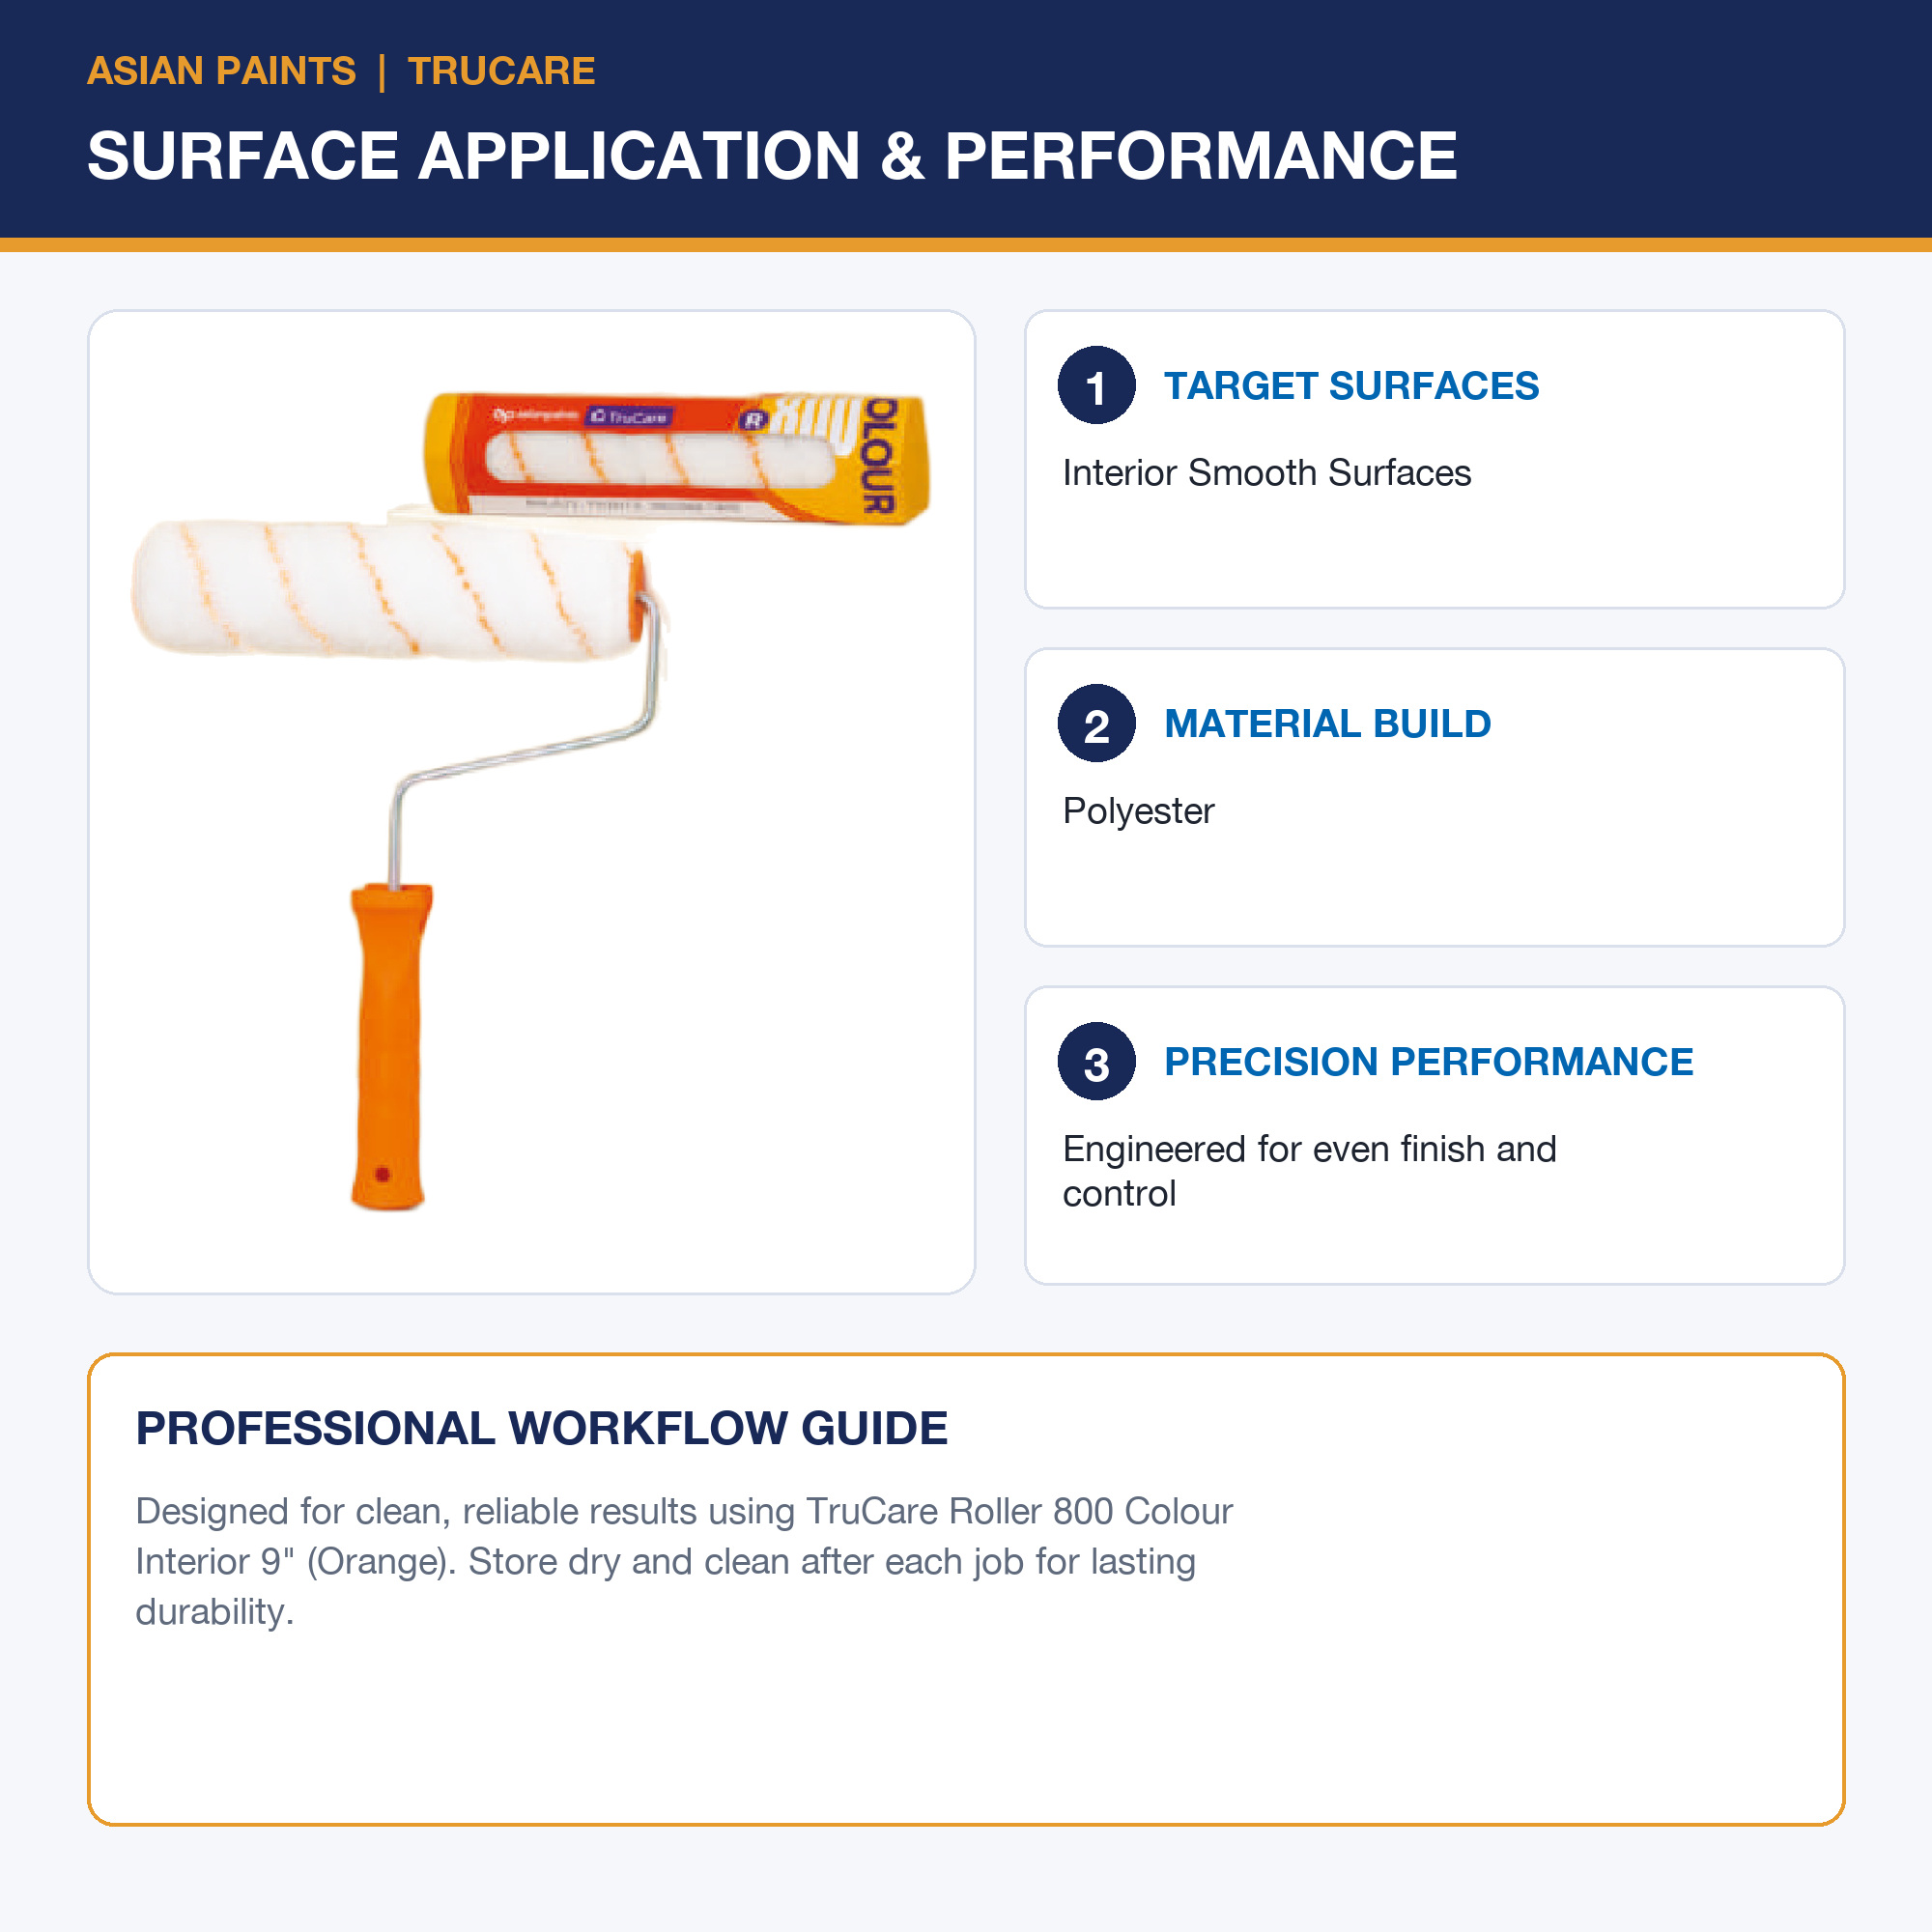 ASIAN PAINTS | TRUCARE
SURFACE APPLICATION & PERFORMANCE
asianpaints TruCare R
OLOUR
1 TARGET SURFACES
Interior Smooth Surfaces
2 MATERIAL BUILD
Polyester
3 PRECISION PERFORMANCE
Engineered for even finish and
control
PROFESSIONAL WORKFLOW GUIDE
Designed for clean, reliable results using TruCare Roller 800 Colour
Interior 9" (Orange). Store dry and clean after each job for lasting
durability.